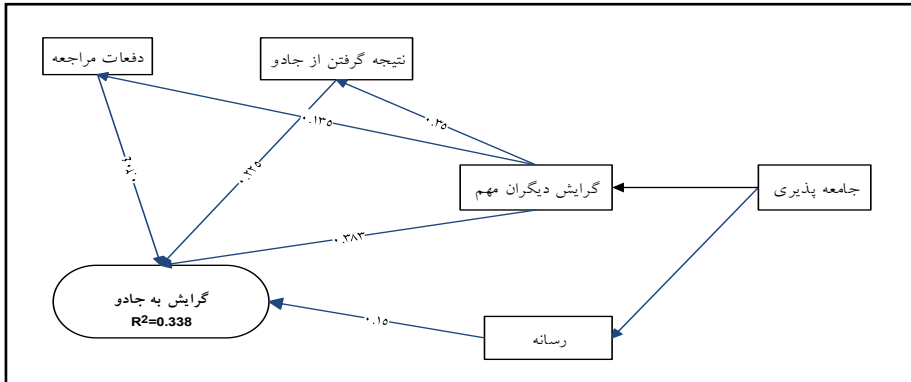 دفعات مراجعه
نتیجه گرفتن از جادو
۰.۱۳۵
۰.۳۵
۰.۲۲۵
گرایش دیگران مهم
جامعه پذیری
۰.۳۸۳
گرایش به جادو
R²=0.338
۰.۱۵
رسانه